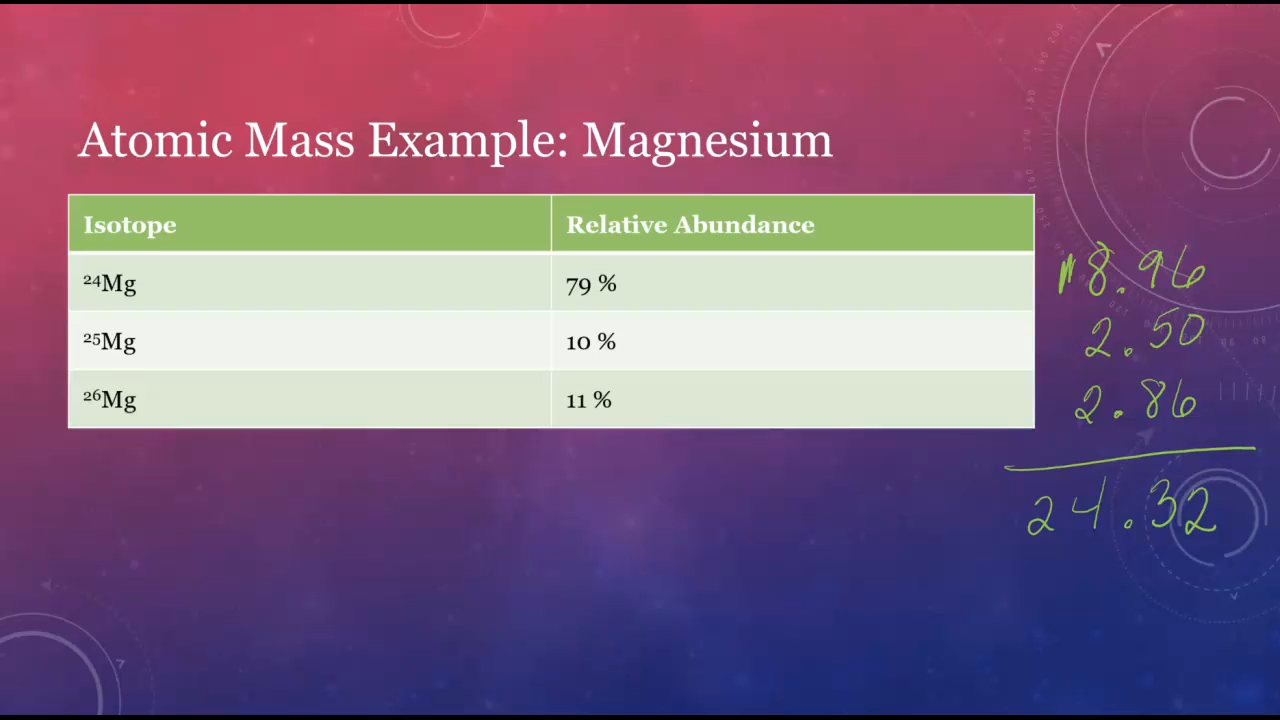 Atomic Mass Example: Magnesium
Isotope Relative Abundance
²⁴Mg 79 %
²⁵Mg 10 %
²⁶Mg 11 %
18.96
2.50
2.86
24.32